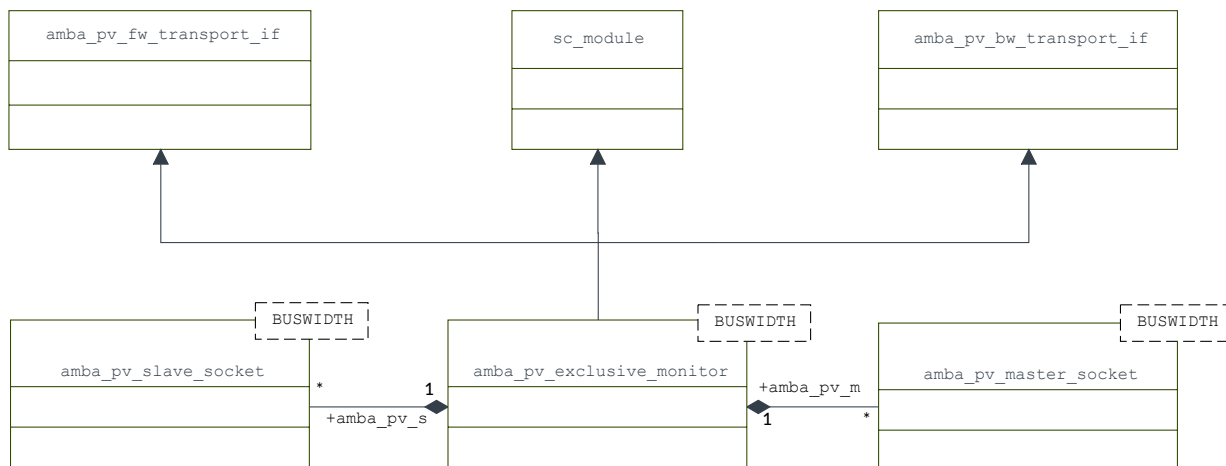 amba_pv_fw_transport_if
sc_module
amba_pv_bw_transport_if
BUSWIDTH
BUSWIDTH
BUSWIDTH
amba_pv_slave_socket
amba_pv_exclusive_monitor
amba_pv_master_socket
*
1
+amba_pv_m
+amba_pv_s
1
*